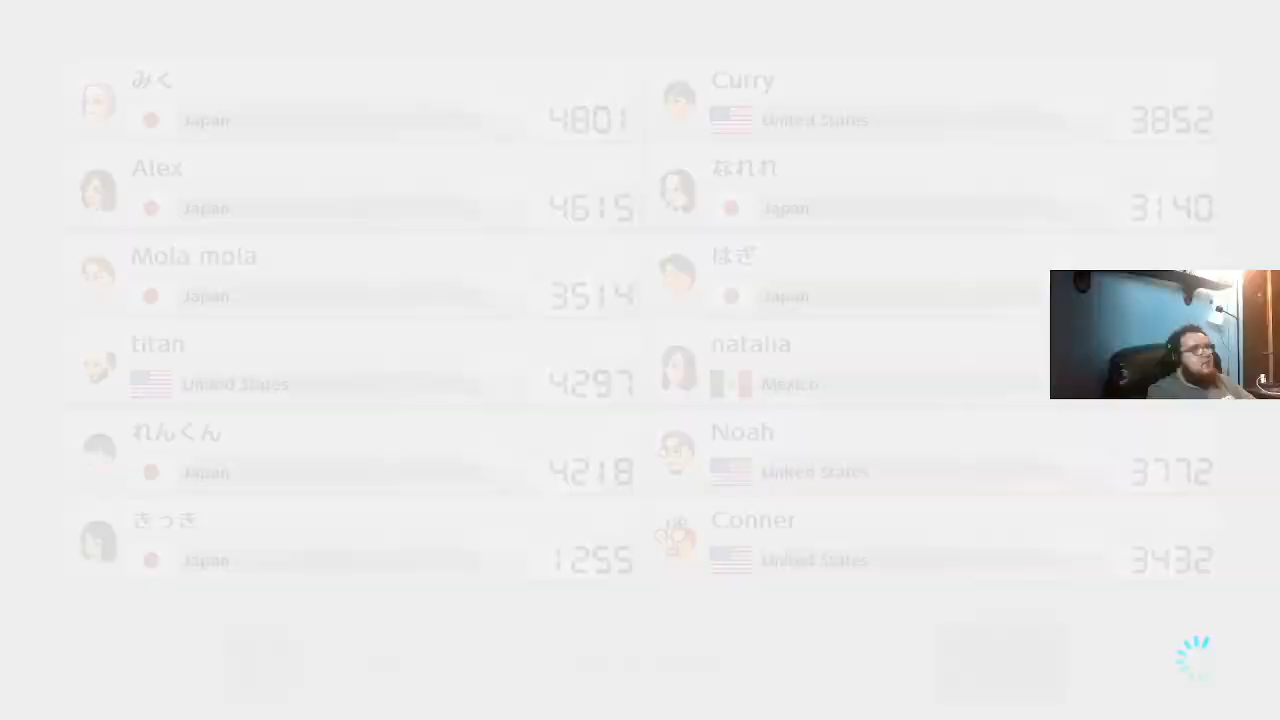 みく
Japan
4801
Alex
Japan
4615
Mola mola
Japan
3514
titan
United States
4297
れんくん
Japan
4218
きっき
Japan
1255
Curry
United States
3852
なれれ
Japan
3140
はぎ
Japan
natalia
Mexico
Noah
United States
3772
Conner
United States
3432